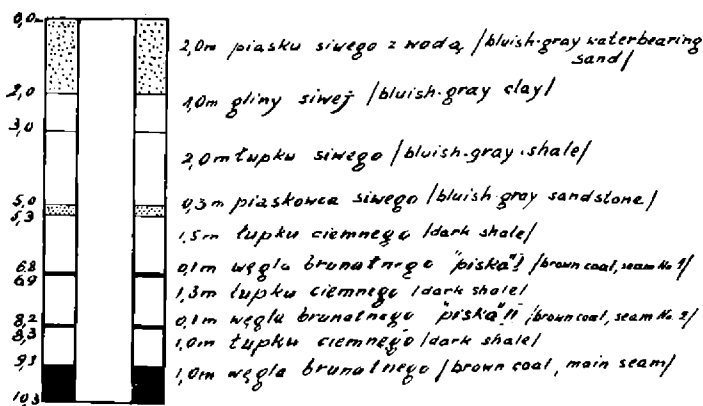 0,0m
2,0m piasku siwego z wodą /bluish-gray waterbearing
sand/
2,0
1,0m gliny siwej /bluish-gray clay/
3,0
2,0m łupku siwego /bluish-gray shale/
5,0
0,3m piaskowca siwego /bluish gray sandstone/
5,3
1,5m łupku ciemnego /dark shale/
6,8
0,1m węgla brunatnego "piska" I /brown coal, seam No 1/
6,9
1,3m łupku ciemnego /dark shale/
8,2
0,1m węgla brunatnego "piska" II /brown coal, seam No. 2/
8,3
1,0m łupku ciemnego /dark shale/
9,3
1,0m węgla brunatnego /brown coal, main seam/
10,3